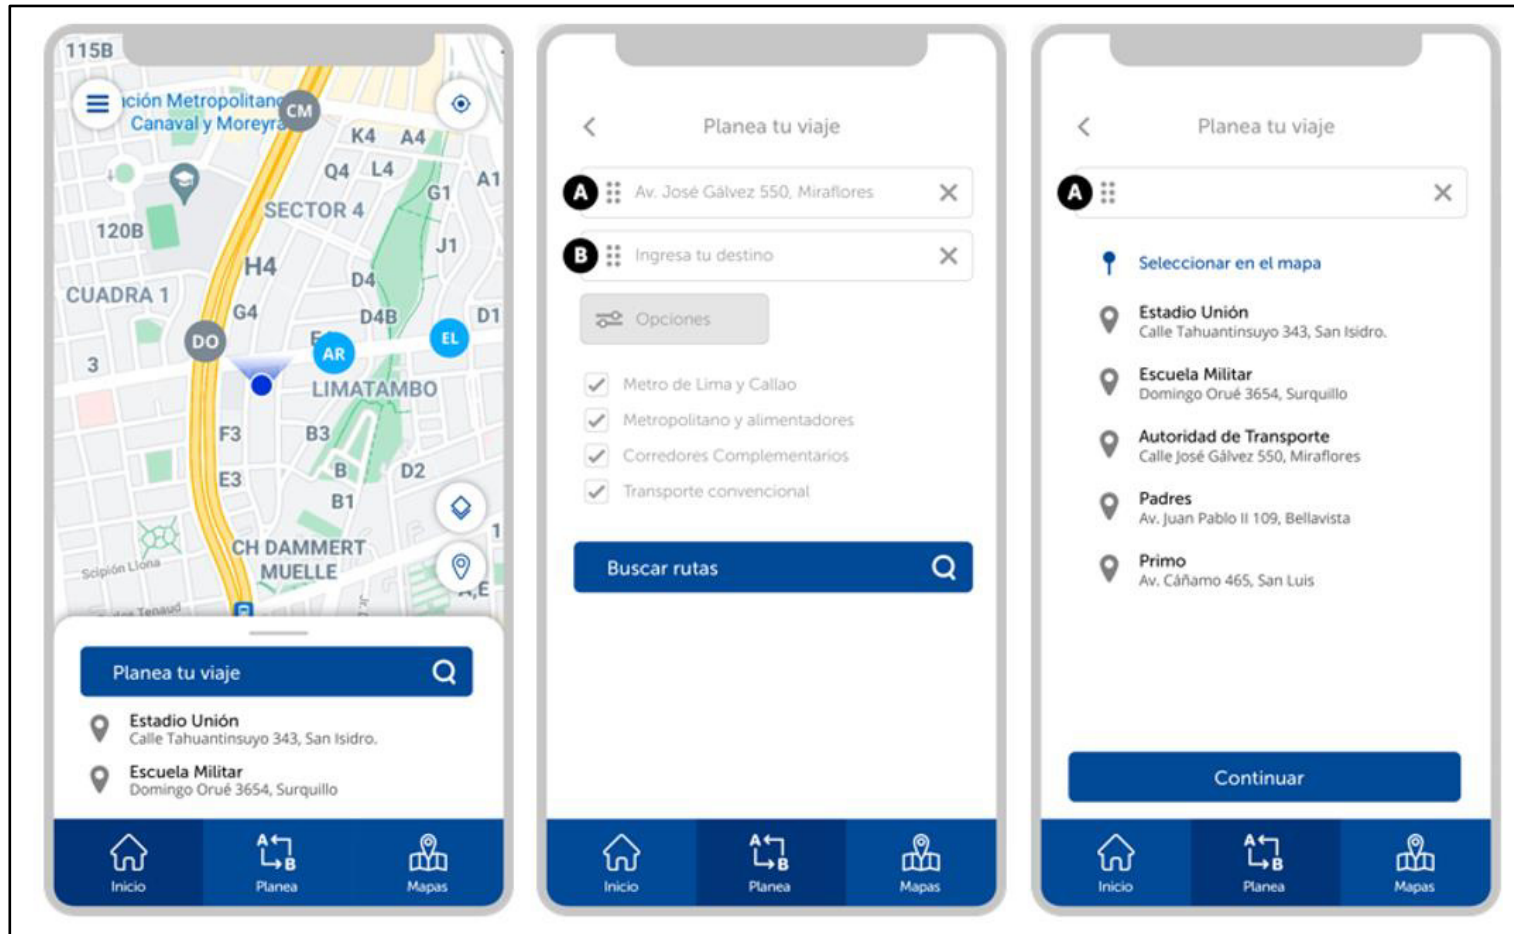 115B
ción Metropolitano
Canaval y Moreyra
CM
K4
A4
Q4
L4
G1
A1
SECTOR 4
120B
J1
H4
D4
CUADRA 1
G4
D4B
D1
DO
AR
EL
3
LIMATAMBO
F3
B3
B
D2
E3
B1
CH DAMMERT
MUELLE
1
Scipión Llona
Planea tu viaje
Estadio Unión
Calle Tahuantinsuyo 343, San Isidro.
Escuela Militar
Domingo Orué 3654, Surquillo
Inicio
A
B
Planea
Mapas
Planea tu viaje
A
Av. José Gálvez 550, Miraflores
B
Ingresa tu destino
Opciones
Metro de Lima y Callao
Metropolitano y alimentadores
Corredores Complementarios
Transporte convencional
Buscar rutas
Inicio
A
B
Planea
Mapas
Planea tu viaje
A
Seleccionar en el mapa
Estadio Unión
Calle Tahuantinsuyo 343, San Isidro.
Escuela Militar
Domingo Orué 3654, Surquillo
Autoridad de Transporte
Calle José Gálvez 550, Miraflores
Padres
Av. Juan Pablo II 109, Bellavista
Primo
Av. Cáñamo 465, San Luis
Continuar
Inicio
A
B
Planea
Mapas